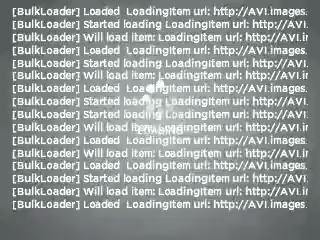 [BulkLoader] Loaded LoadingItem url: http://AVI.images.
[BulkLoader] Started loading LoadingItem url: http://AVI.
[BulkLoader] Will load item: LoadingItem url: http://AVI.i
[BulkLoader] Loaded LoadingItem url: http://AVI.images.
[BulkLoader] Started loading LoadingItem url: http://AVI.
[BulkLoader] Will load item: LoadingItem url: http://AVI.i
[BulkLoader] Loaded LoadingItem url: http://AVI.images.
[BulkLoader] Started loading LoadingItem url: http://AVI.
[BulkLoader] Started loading LoadingItem url: http://AVI.
[BulkLoader] Will load item: LoadingItem url: http://AVI.i
LOADING
[BulkLoader] Loaded LoadingItem url: http://AVI.images.
[BulkLoader] Will load item: LoadingItem url: http://AVI.i
[BulkLoader] Loaded LoadingItem url: http://AVI.images.
[BulkLoader] Started loading LoadingItem url: http://AVI.
[BulkLoader] Will load item: LoadingItem url: http://AVI.i
[BulkLoader] Loaded LoadingItem url: http://AVI.images.